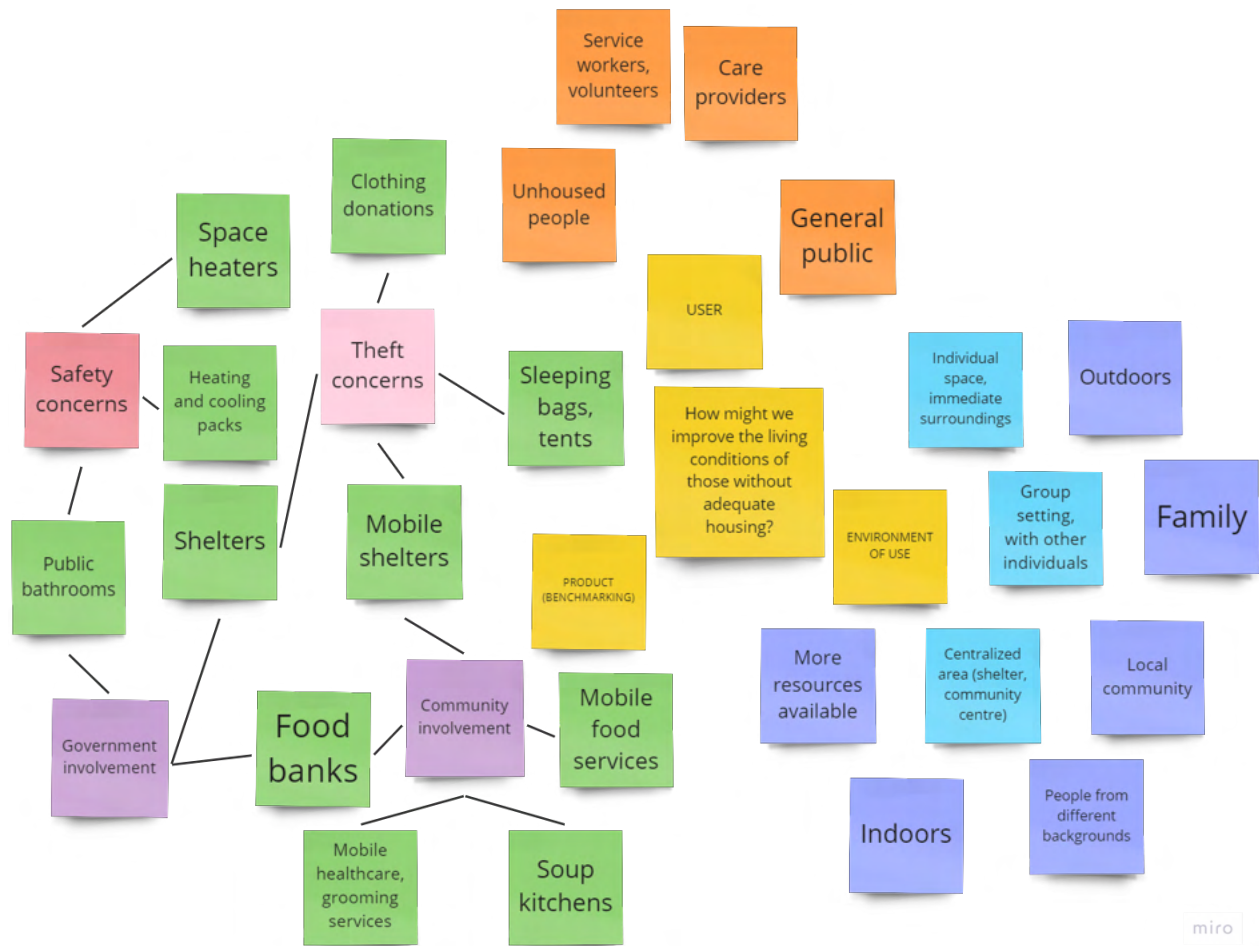 Service
workers,
volunteers
Care
providers
Clothing
donations
Unhoused
people
General
public
Space
heaters
USER
Theft
concerns
Safety
concerns
Heating
and cooling
packs
Sleeping
bags,
tents
How might we
improve the living
conditions of
those without
adequate
housing?
Individual
space,
immediate
surroundings
Outdoors
Group
setting,
with other
individuals
Family
Shelters
Mobile
shelters
Public
bathrooms
PRODUCT
(BENCHMARKING)
ENVIRONMENT
OF USE
More
resources
available
Centralized
area (shelter,
community
centre)
Local
community
Government
involvement
Food
banks
Community
involvement
Mobile
food
services
Indoors
People from
different
backgrounds
Mobile
healthcare,
grooming
services
Soup
kitchens
miro